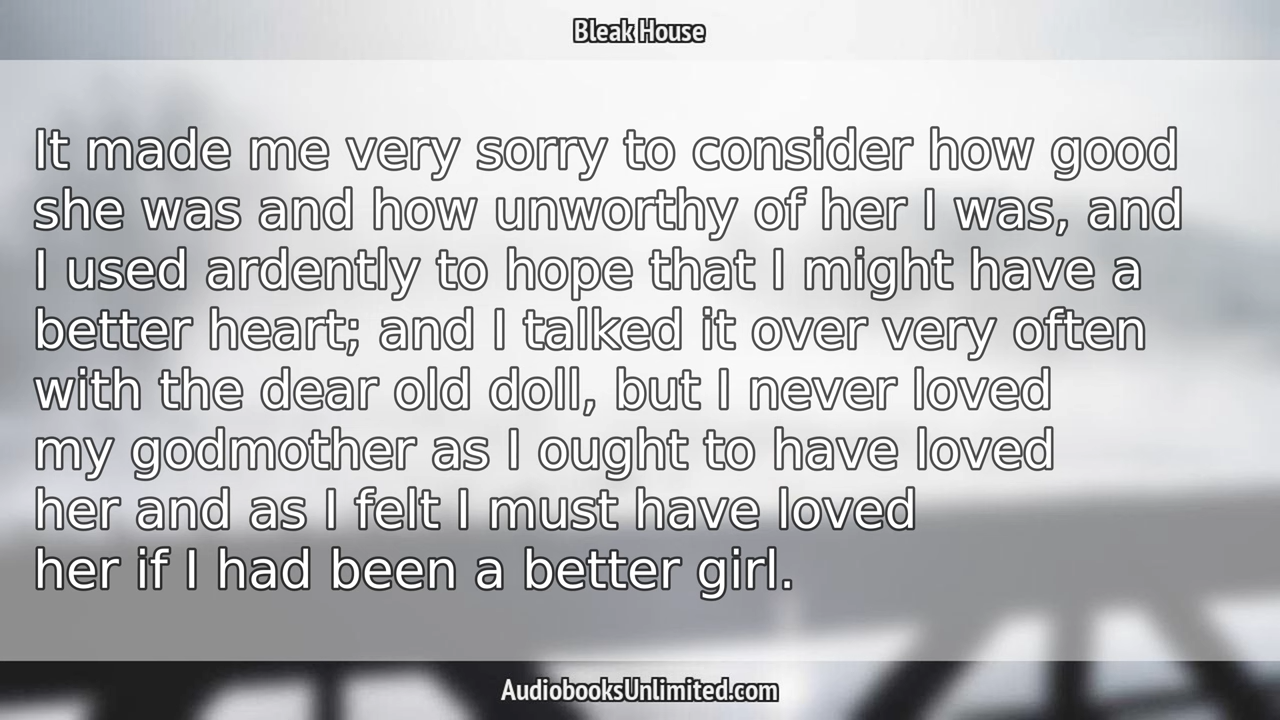 Bleak House
It made me very sorry to consider how good
she was and how unworthy of her I was, and
I used ardently to hope that I might have a
better heart; and I talked it over very often
with the dear old doll, but I never loved
my godmother as I ought to have loved
her and as I felt I must have loved
her if I had been a better girl.
AudiobooksUnlimited.com